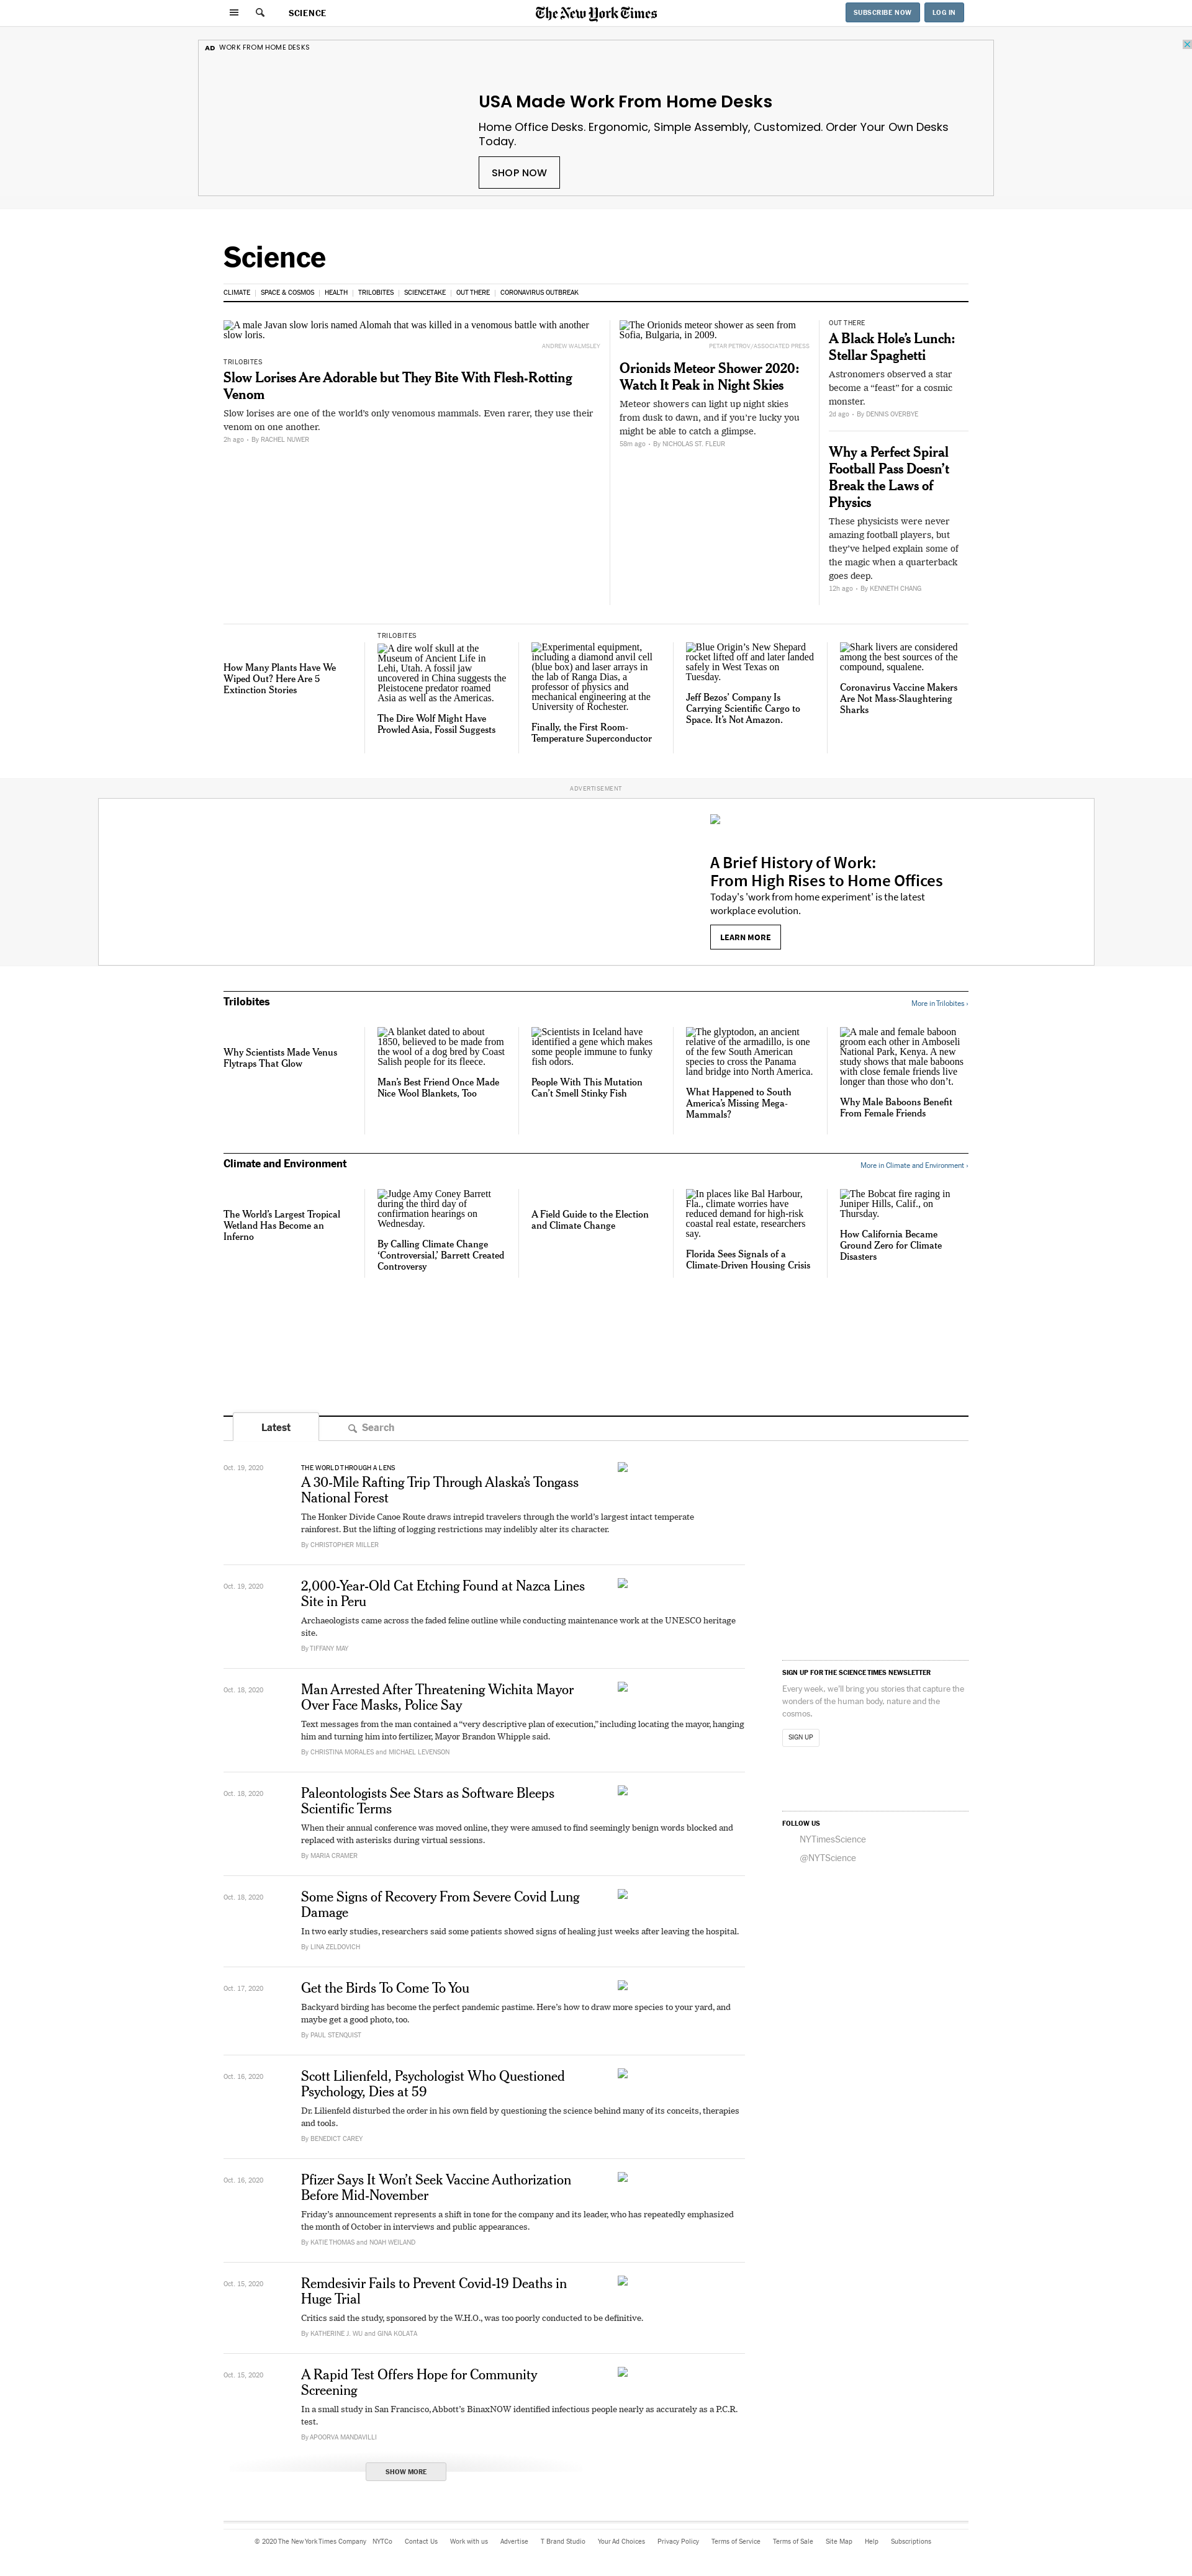 SCIENCE
The New York Times
SUBSCRIBE NOW
LOG IN
AD WORK FROM HOME DESKS
USA Made Work From Home Desks
Home Office Desks. Ergonomic, Simple Assembly, Customized. Order Your Own Desks
Today.
SHOP NOW
Science
CLIMATE | SPACE & COSMOS | HEALTH | TRILOBITES | SCIENCETAKE | OUT THERE | CORONAVIRUS OUTBREAK
A male Javan slow loris named Alomah that was killed in a venomous battle with another
slow loris.
ANDREW WALMSLEY
TRILOBITES
Slow Lorises Are Adorable but They Bite With Flesh-Rotting
Venom
Slow lorises are one of the world's only venomous mammals. Even rarer, they use their
venom on one another.
2h ago • By RACHEL NUWER
The Orionids meteor shower as seen from
Sofia, Bulgaria, in 2009.
PETAR PETROV/ASSOCIATED PRESS
Orionids Meteor Shower 2020:
Watch It Peak in Night Skies
Meteor showers can light up night skies
from dusk to dawn, and if you're lucky you
might be able to catch a glimpse.
58m ago • By NICHOLAS ST. FLEUR
OUT THERE
A Black Hole's Lunch:
Stellar Spaghetti
Astronomers observed a star
become a “feast” for a cosmic
monster.
2d ago • By DENNIS OVERBYE
Why a Perfect Spiral
Football Pass Doesn't
Break the Laws of
Physics
These physicists were never
amazing football players, but
they've helped explain some of
the magic when a quarterback
goes deep.
12h ago • By KENNETH CHANG
How Many Plants Have We
Wiped Out? Here Are 5
Extinction Stories
TRILOBITES
A dire wolf skull at the
Museum of Ancient Life in
Lehi, Utah. A fossil jaw
uncovered in China suggests the
Pleistocene predator roamed
Asia as well as the Americas.
The Dire Wolf Might Have
Prowled Asia, Fossil Suggests
Experimental equipment,
including a diamond anvil cell
(blue box) and laser arrays in
the lab of Ranga Dias, a
professor of physics and
mechanical engineering at the
University of Rochester.
Finally, the First Room-
Temperature Superconductor
Blue Origin’s New Shepard
rocket lifted off and later landed
safely in West Texas on
Tuesday.
Jeff Bezos’ Company Is
Carrying Scientific Cargo to
Space. It’s Not Amazon.
Shark livers are considered
among the best sources of the
compound, squalene.
Coronavirus Vaccine Makers
Are Not Mass-Slaughtering
Sharks
ADVERTISEMENT
A Brief History of Work:
From High Rises to Home Offices
Today's 'work from home experiment' is the latest
workplace evolution.
LEARN MORE
Trilobites
More in Trilobites ›
Why Scientists Made Venus
Flytraps That Glow
A blanket dated to about
1850, believed to be made from
the wool of a dog bred by Coast
Salish people for its fleece.
Man’s Best Friend Once Made
Nice Wool Blankets, Too
Scientists in Iceland have
identified a gene which makes
some people immune to funky
fish odors.
People With This Mutation
Can’t Smell Stinky Fish
The glyptodon, an ancient
relative of the armadillo, is one
of the few South American
species to cross the Panama
land bridge into North America.
What Happened to South
America’s Missing Mega-
Mammals?
A male and female baboon
groom each other in Amboseli
National Park, Kenya. A new
study shows that male baboons
with close female friends live
longer than those who don’t.
Why Male Baboons Benefit
From Female Friends
Climate and Environment
More in Climate and Environment ›
The World’s Largest Tropical
Wetland Has Become an
Inferno
Judge Amy Coney Barrett
during the third day of
confirmation hearings on
Wednesday.
By Calling Climate Change
‘Controversial,’ Barrett Created
Controversy
A Field Guide to the Election
and Climate Change
In places like Bal Harbour,
Fla., climate worries have
reduced demand for high-risk
coastal real estate, researchers
say.
Florida Sees Signals of a
Climate-Driven Housing Crisis
The Bobcat fire raging in
Juniper Hills, Calif., on
Thursday.
How California Became
Ground Zero for Climate
Disasters
Latest
Search
Oct. 19, 2020
THE WORLD THROUGH A LENS
A 30-Mile Rafting Trip Through Alaska’s Tongass
National Forest
The Honker Divide Canoe Route draws intrepid travelers through the world’s largest intact temperate
rainforest. But the lifting of logging restrictions may indelibly alter its character.
By CHRISTOPHER MILLER
Oct. 19, 2020
2,000-Year-Old Cat Etching Found at Nazca Lines
Site in Peru
Archaeologists came across the faded feline outline while conducting maintenance work at the UNESCO heritage
site.
By TIFFANY MAY
Oct. 18, 2020
Man Arrested After Threatening Wichita Mayor
Over Face Masks, Police Say
Text messages from the man contained a “very descriptive plan of execution,” including locating the mayor, hanging
him and turning him into fertilizer, Mayor Brandon Whipple said.
By CHRISTINA MORALES and MICHAEL LEVENSON
Oct. 18, 2020
Paleontologists See Stars as Software Bleeps
Scientific Terms
When their annual conference was moved online, they were amused to find seemingly benign words blocked and
replaced with asterisks during virtual sessions.
By MARIA CRAMER
Oct. 18, 2020
Some Signs of Recovery From Severe Covid Lung
Damage
In two early studies, researchers said some patients showed signs of healing just weeks after leaving the hospital.
By LINA ZELDOVICH
Oct. 17, 2020
Get the Birds To Come To You
Backyard birding has become the perfect pandemic pastime. Here’s how to draw more species to your yard, and
maybe get a good photo, too.
By PAUL STENQUIST
Oct. 16, 2020
Scott Lilienfeld, Psychologist Who Questioned
Psychology, Dies at 59
Dr. Lilienfeld disturbed the order in his own field by questioning the science behind many of its conceits, therapies
and tools.
By BENEDICT CAREY
Oct. 16, 2020
Pfizer Says It Won’t Seek Vaccine Authorization
Before Mid-November
Friday’s announcement represents a shift in tone for the company and its leader, who has repeatedly emphasized
the month of October in interviews and public appearances.
By KATIE THOMAS and NOAH WEILAND
Oct. 15, 2020
Remdesivir Fails to Prevent Covid-19 Deaths in
Huge Trial
Critics said the study, sponsored by the W.H.O., was too poorly conducted to be definitive.
By KATHERINE J. WU and GINA KOLATA
Oct. 15, 2020
A Rapid Test Offers Hope for Community
Screening
In a small study in San Francisco, Abbott’s BinaxNOW identified infectious people nearly as accurately as a P.C.R.
test.
By APOORVA MANDAVILLI
SHOW MORE
SIGN UP FOR THE SCIENCE TIMES NEWSLETTER
Every week, we'll bring you stories that capture the
wonders of the human body, nature and the
cosmos.
SIGN UP
FOLLOW US
NYTimesScience
@NYTScience
© 2020 The New York Times Company NYTCo Contact Us Work with us Advertise T Brand Studio Your Ad Choices Privacy Policy Terms of Service Terms of Sale Site Map Help Subscriptions